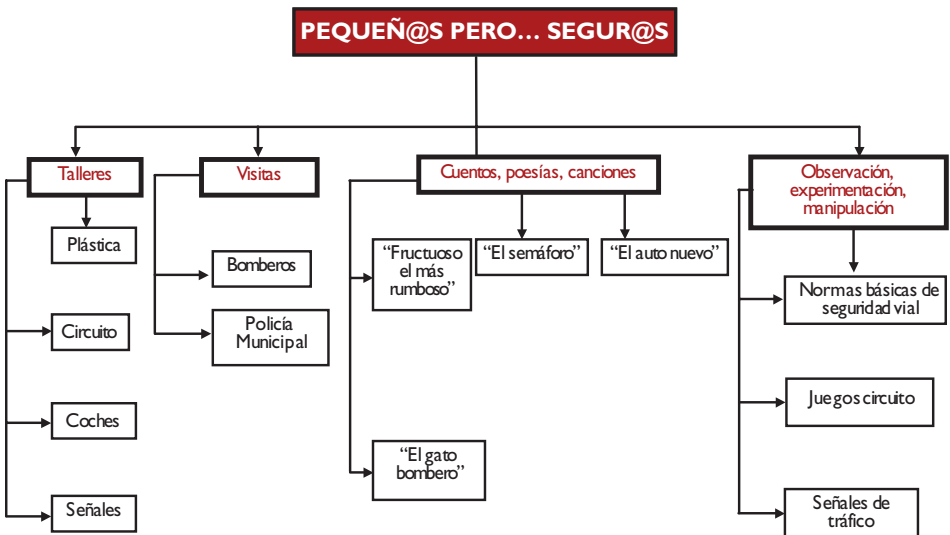 PEQUEÑ@S PERO... SEGUR@S
Talleres
Plástica
Circuito
Coches
Señales
Visitas
Bomberos
Policía
Municipal
Cuentos, poesías, canciones
“Fructuoso
el más
rumboso”
“El semáforo”
“El auto nuevo”
“El gato
bombero”
Observación,
experimentación,
manipulación
Normas básicas de
seguridad vial
Juegos circuito
Señales de
tráfico